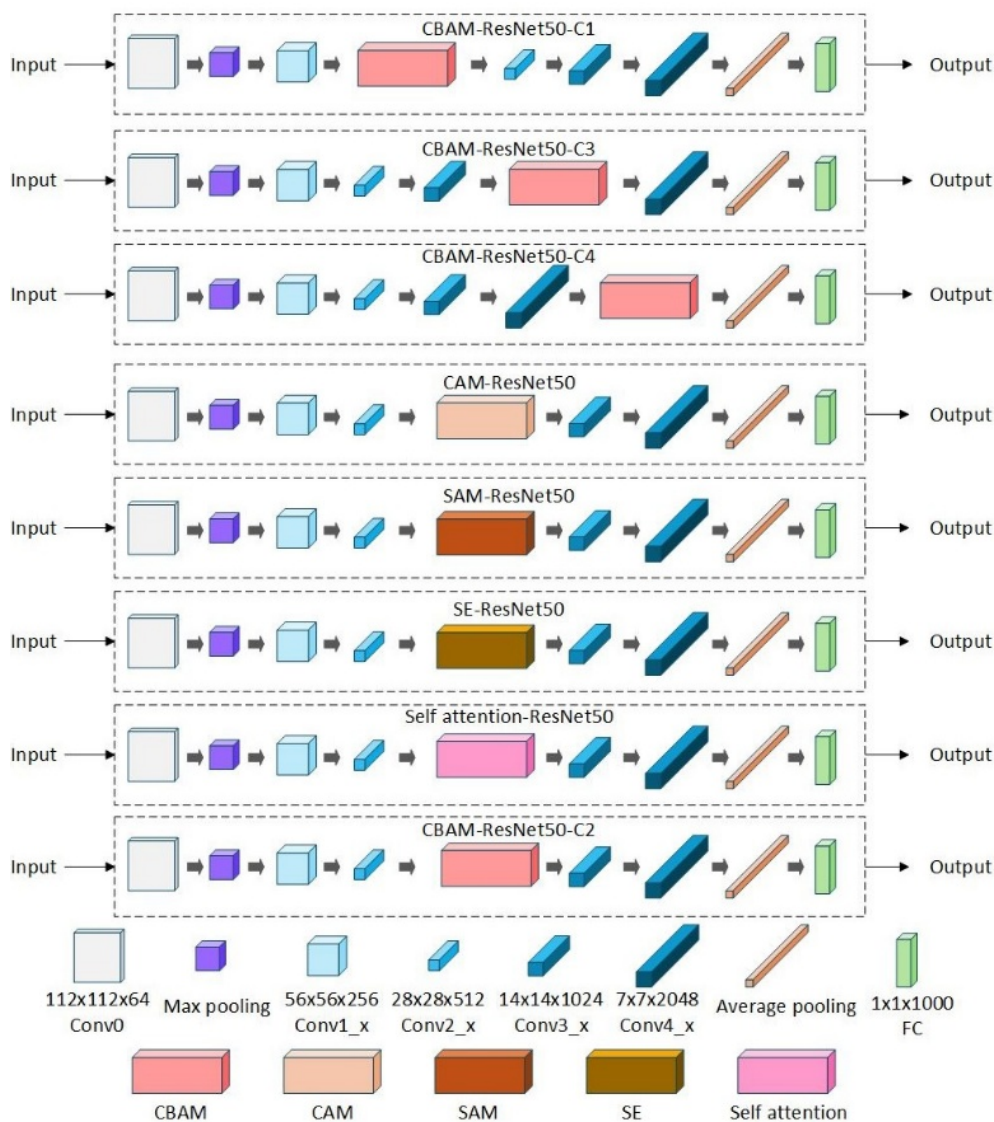 CBAM-ResNet50-C1
Input Output
CBAM-ResNet50-C3
Input Output
CBAM-ResNet50-C4
Input Output
CAM-ResNet50
Input Output
SAM-ResNet50
Input Output
SE-ResNet50
Input Output
Self attention-ResNet50
Input Output
CBAM-ResNet50-C2
Input Output
112x112x64 Max pooling 56x56x256 28x28x512 14x14x1024 7x7x2048 Average pooling 1x1x1000
Conv0 Conv1_x Conv2_x Conv3_x Conv4_x FC
CBAM CAM SAM SE Self attention